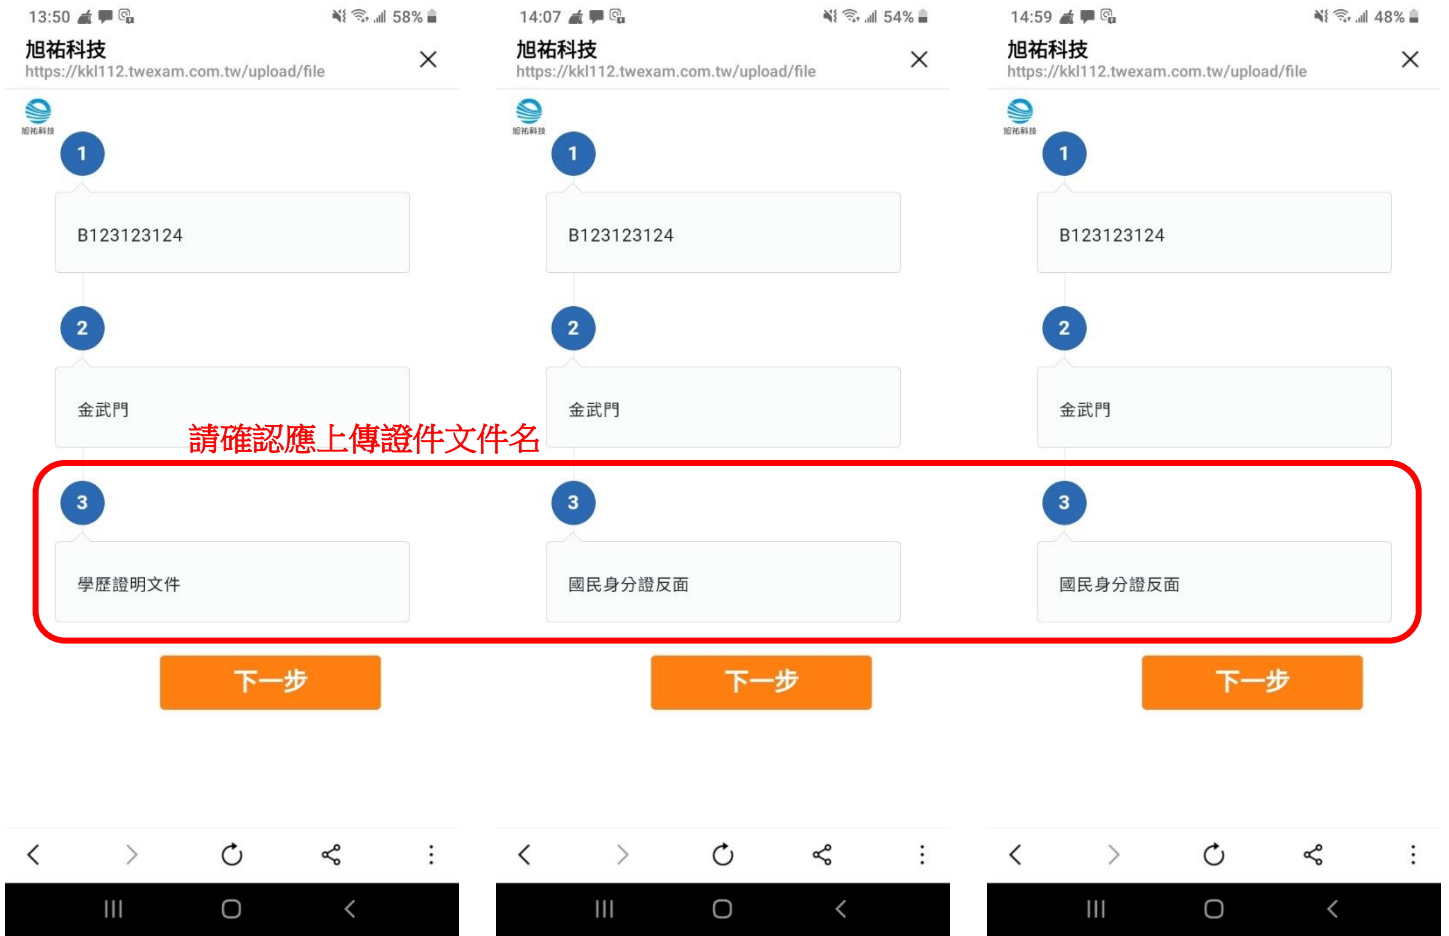 13:50
58%
旭祐科技
https://kkl112.twexam.com.tw/upload/file
旭祐科技
1
B123123124
2
金武門
3
學歷證明文件
下一步
14:07
54%
旭祐科技
https://kkl112.twexam.com.tw/upload/file
旭祐科技
1
B123123124
2
金武門
3
國民身分證反面
下一步
14:59
48%
旭祐科技
https://kkl112.twexam.com.tw/upload/file
旭祐科技
1
B123123124
2
金武門
3
國民身分證反面
下一步
請確認應上傳證件文件名